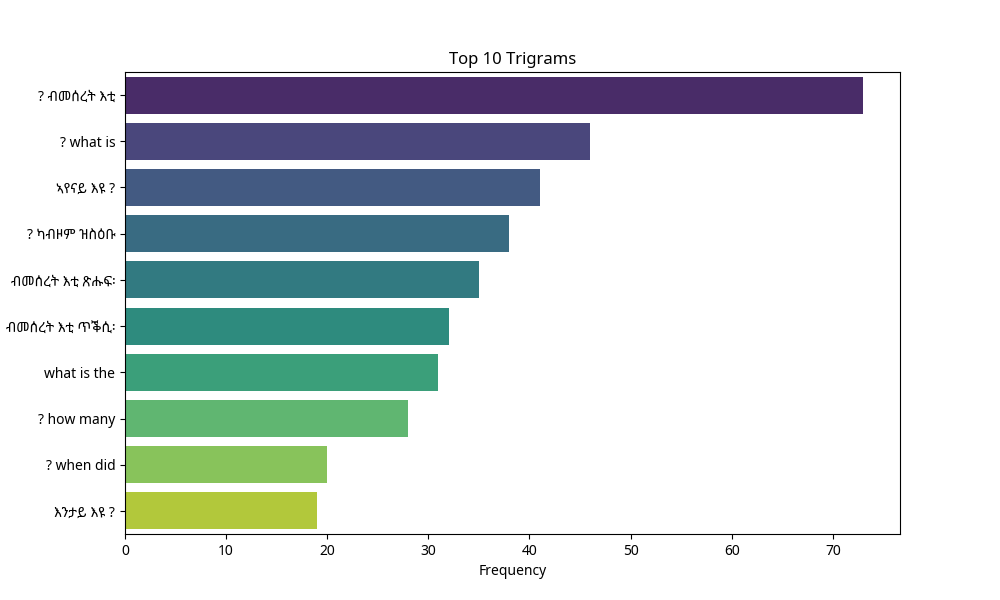 Top 10 Trigrams
? ብመሰረት እቲ
? what is
ኣየናይ እዩ ?
? ካብዞም ዝስዕቡ
ብመሰረት እቲ ጽሑፍ፡
ብመሰረት እቲ ጥቕሲ፡
what is the
? how many
? when did
እንታይ እዩ ?
0 10 20 30 40 50 60 70
Frequency